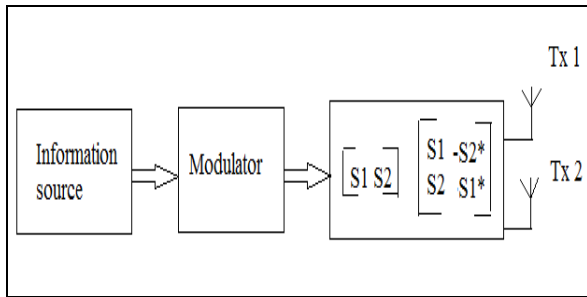 Information
source
Modulator
[S1 S2]
[S1 -S2*
S2 S1*]
Tx 1
Tx 2